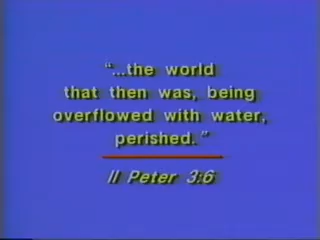 “...the world
that then was, being
overflowed with water,
perished.”
II Peter 3:6